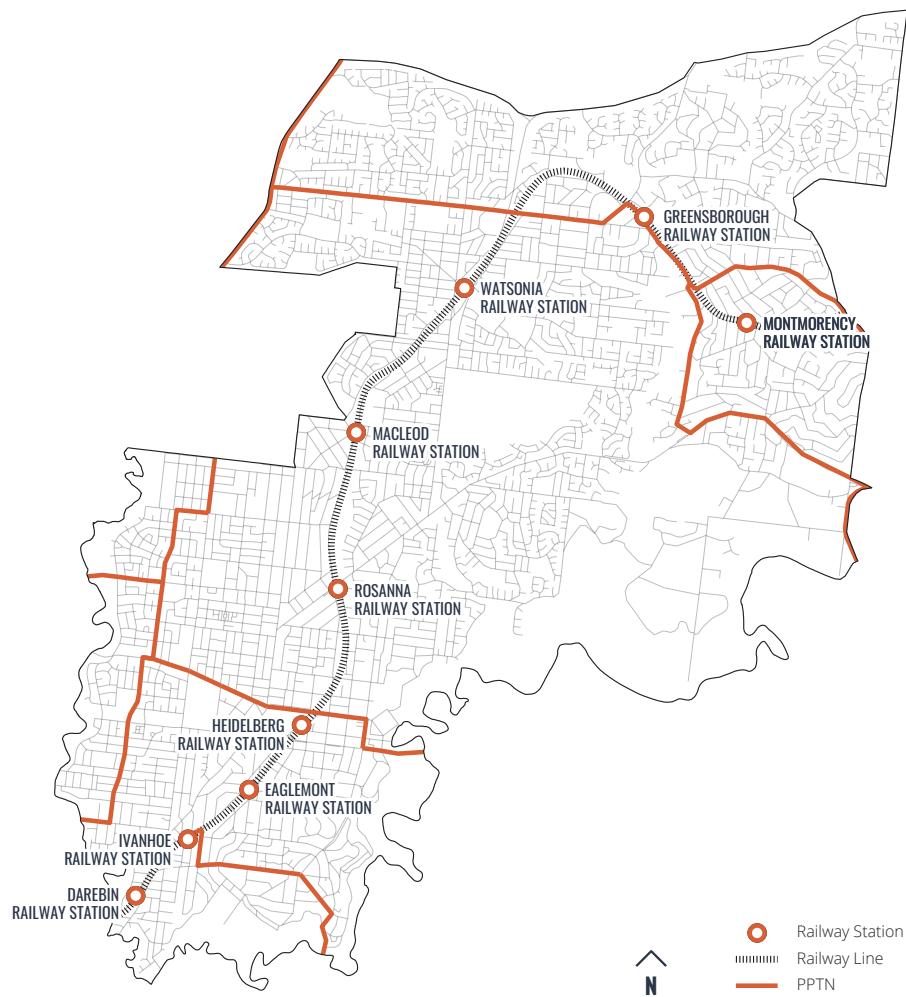 GREENSBOROUGH
RAILWAY STATION
WATSONIA
RAILWAY STATION
MONTMORENCY
RAILWAY STATION
MACLEOD
RAILWAY STATION
ROSANNA
RAILWAY STATION
HEIDELBERG
RAILWAY STATION
EAGLEMONT
RAILWAY STATION
IVANHOE
RAILWAY STATION
DAREBIN
RAILWAY STATION
Railway Station
Railway Line
PPTN
N